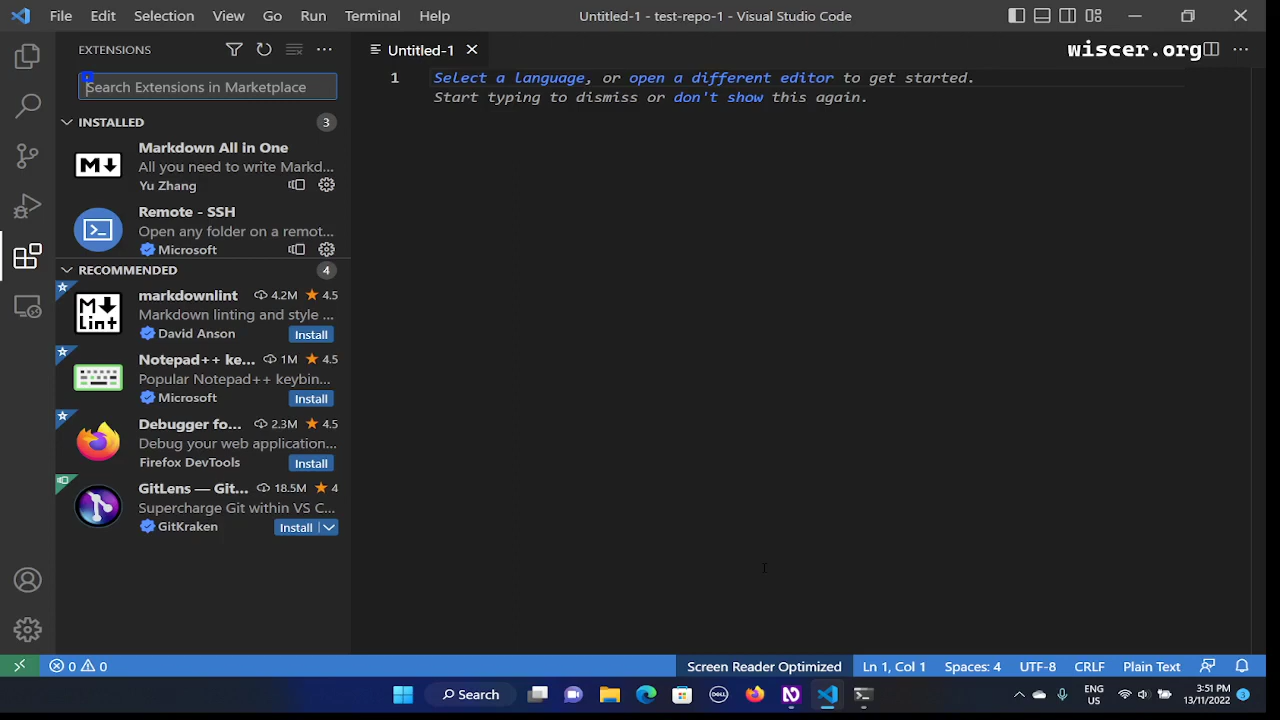 File Edit Selection View Go Run Terminal Help Untitled-1 - test-repo-1 - Visual Studio Code
EXTENSIONS
Untitled-1
wiscer.org
Search Extensions in Marketplace
1 Select a language, or open a different editor to get started.
Start typing to dismiss or don't show this again.
INSTALLED 3
Markdown All in One
All you need to write Markd...
Yu Zhang
Remote - SSH
Open any folder on a remot...
Microsoft
RECOMMENDED 4
markdownlint 4.2M 4.5
Markdown linting and style ...
David Anson Install
Notepad++ ke... 1M 4.5
Popular Notepad++ keybin...
Microsoft Install
Debugger fo... 2.3M 4.5
Debug your web application...
Firefox DevTools Install
GitLens — Git... 18.5M 4
Supercharge Git within VS C...
GitKraken Install
0 0 Screen Reader Optimized Ln 1, Col 1 Spaces: 4 UTF-8 CRLF Plain Text
Search
DELL
ENG
US
3:51 PM
13/11/2022
3
M
M
lint